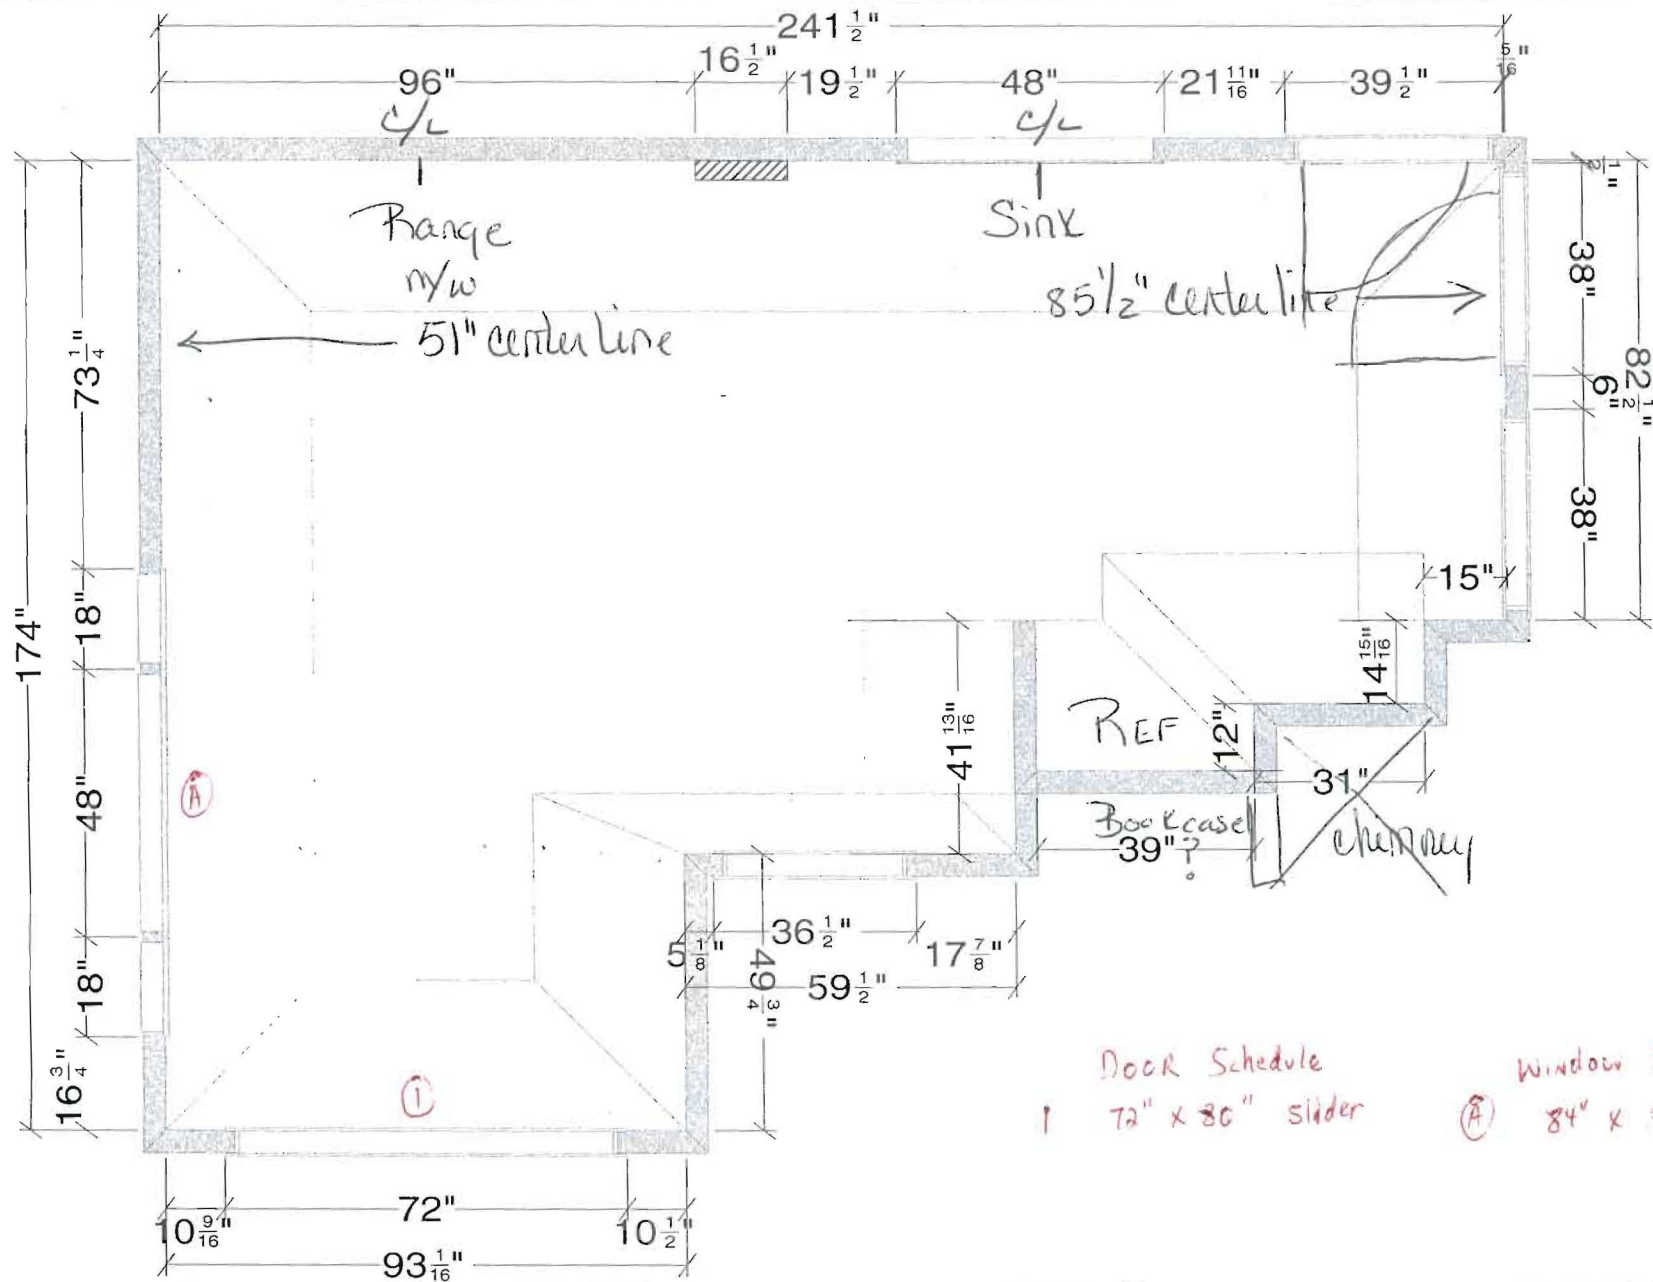 241 1/2"
16 1/2"
5/16"
96" 19 1/2" 48" 21 11/16" 39 1/2"
C/L C/L
1/2"
Range Sink
38"
85 1/2" center line
51" center line
73 1/4"
82 1/2"
6"
38"
15"
174"
18"
14 15/16"
REF
12"
41 13/16"
31"
48"
A
Bookcase
39" ?
chimney
36 1/2"
5 1/8"
17 7/8"
49 3/4"
59 1/2"
18"
16 3/4"
1
Door Schedule Window
1 72" x 80" slider A 84" x
72"
10 9/16" 10 1/2"
93 1/16"